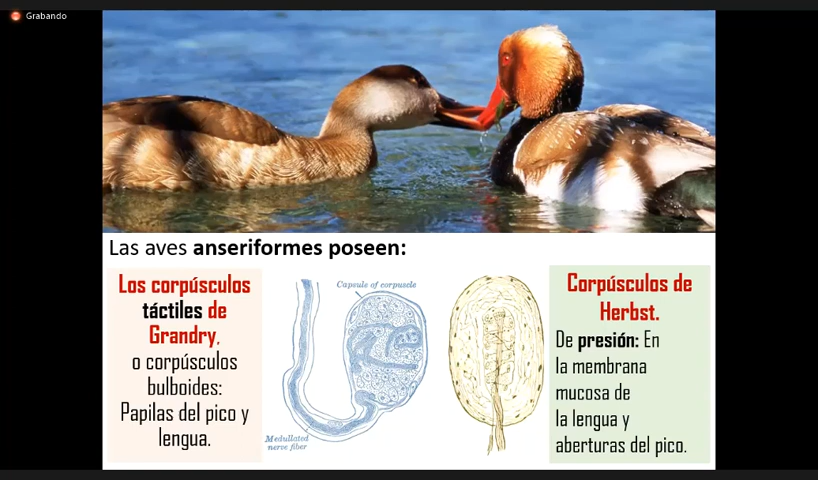 Grabando
Las aves anseriformes poseen:
Los corpúsculos
táctiles de
Grandry,
o corpúsculos
bulboides:
Papilas del pico y
lengua.
Capsule of corpuscle
Medullated
nerve fiber
Corpúsculos de
Herbst.
De presión: En
la membrana
mucosa de
la lengua y
aberturas del pico.